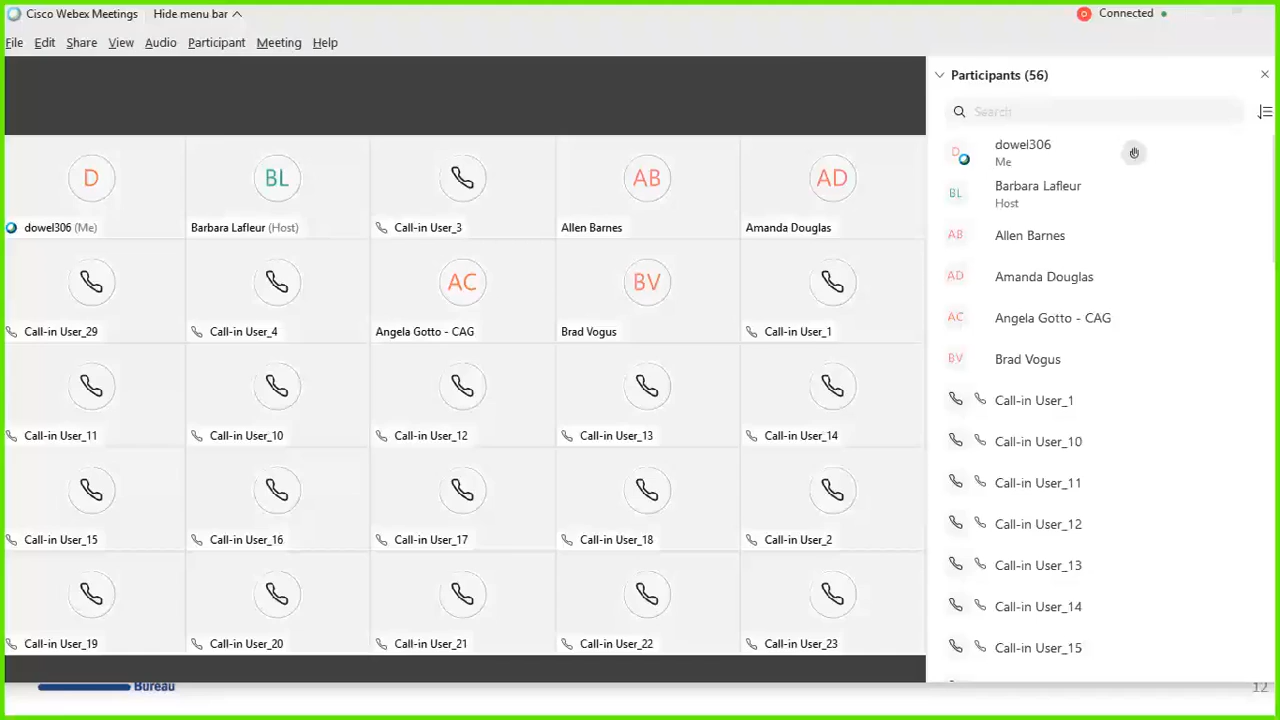 Cisco Webex Meetings Hide menu bar Connected
File Edit Share View Audio Participant Meeting Help
Participants (56)
Search
D BL AB AD
dowel306 (Me) Barbara Lafleur (Host) Call-in User_3 Allen Barnes Amanda Douglas
AC BV
Call-in User_29 Call-in User_4 Angela Gotto - CAG Brad Vogus Call-in User_1
Call-in User_11 Call-in User_10 Call-in User_12 Call-in User_13 Call-in User_14
Call-in User_15 Call-in User_16 Call-in User_17 Call-in User_18 Call-in User_2
Call-in User_19 Call-in User_20 Call-in User_21 Call-in User_22 Call-in User_23
D dowel306
Me
BL Barbara Lafleur
Host
AB Allen Barnes
AD Amanda Douglas
AC Angela Gotto - CAG
BV Brad Vogus
Call-in User_1
Call-in User_10
Call-in User_11
Call-in User_12
Call-in User_13
Call-in User_14
Call-in User_15
Bureau 12